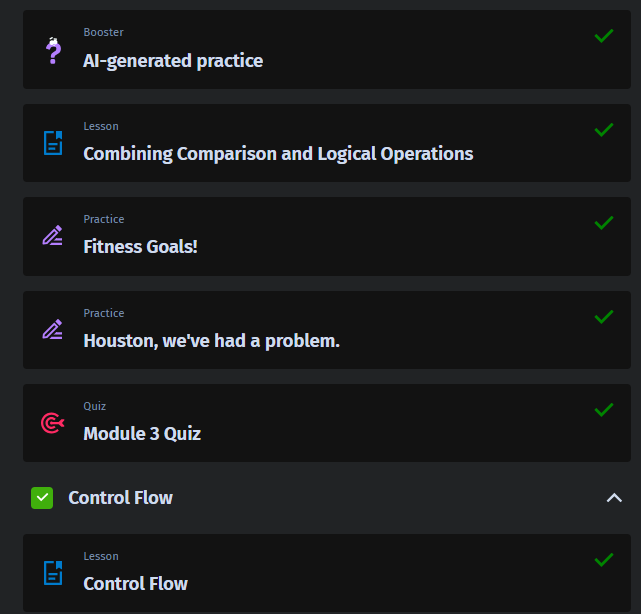 Booster
AI-generated practice
Lesson
Combining Comparison and Logical Operations
Practice
Fitness Goals!
Practice
Houston, we've had a problem.
Quiz
Module 3 Quiz
Control Flow
Lesson
Control Flow